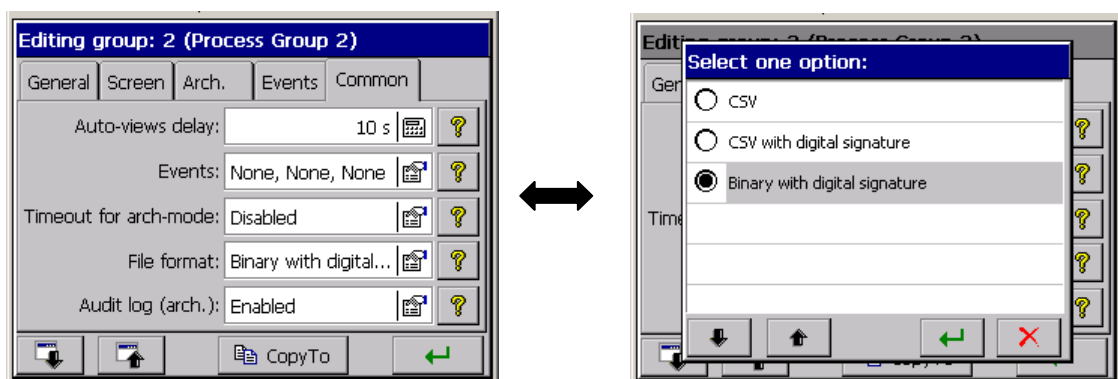 Editing group: 2 (Process Group 2)
General Screen Arch. Events Common
Auto-views delay: 10 s
Events: None, None, None
Timeout for arch-mode: Disabled
File format: Binary with digital...
Audit log (arch.): Enabled
CopyTo
Select one option:
CSV
CSV with digital signature
Binary with digital signature
Time